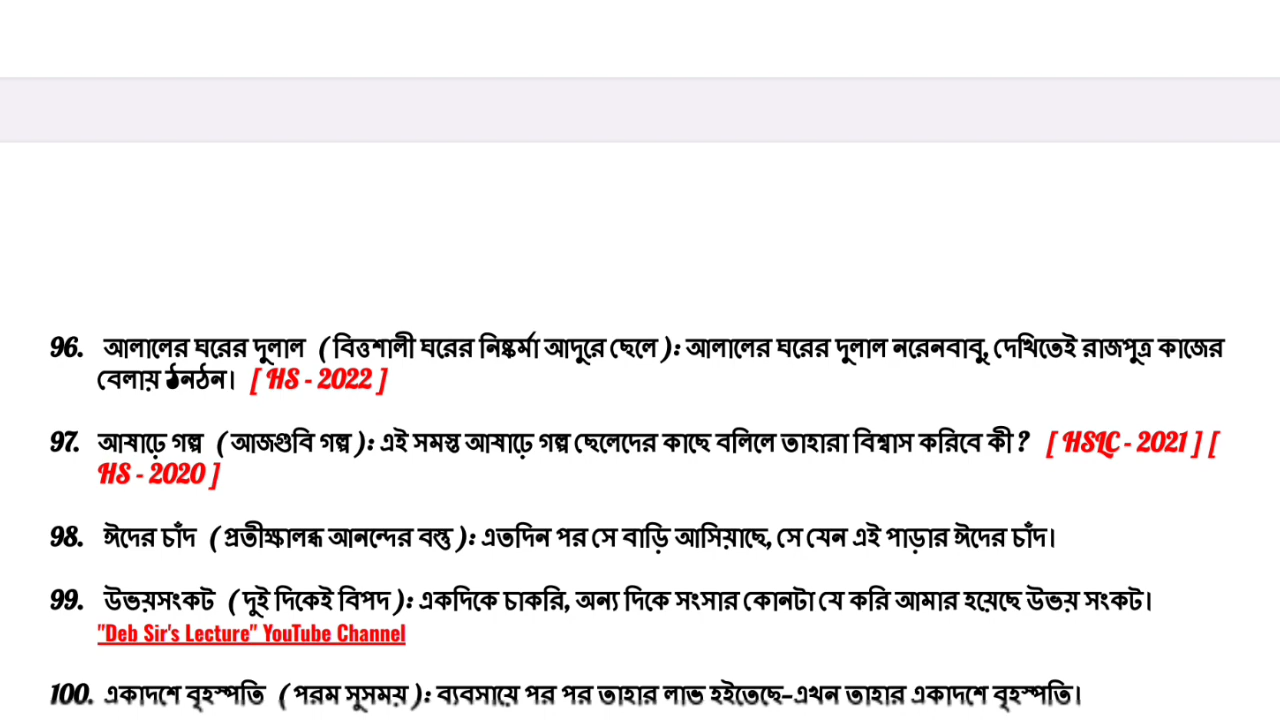 96. আলালের ঘরের দুলাল ( বিত্তশালী ঘরের নিষ্কর্মা আদুরে ছেলে ): আলালের ঘরের দুলাল নরেনবাবু, দেখিতেই রাজপুত্র কাজের
বেলায় ঠনঠন। [ HS - 2022 ]
97. আষাঢ়ে গল্প ( আজগুবি গল্প ): এই সমস্ত আষাঢ়ে গল্প ছেলেদের কাছে বলিলে তাহারা বিশ্বাস করিবে কী ? [ HSLC - 2021 ] [
HS - 2020 ]
98. ঈদের চাঁদ ( প্রতীক্ষালব্ধ আনন্দের বস্তু ): এতদিন পর সে বাড়ি আসিয়াছে, সে যেন এই পাড়ার ঈদের চাঁদ।
99. উভয়সংকট ( দুই দিকেই বিপদ ): একদিকে চাকরি, অন্য দিকে সংসার কোনটা যে করি আমার হয়েছে উভয় সংকট।
"Deb Sir's Lecture" YouTube Channel
100. একাদশে বৃহস্পতি ( পরম সুসময় ): ব্যবসায়ে পর পর তাহার লাভ হইতেছে–এখন তাহার একাদশে বৃহস্পতি।